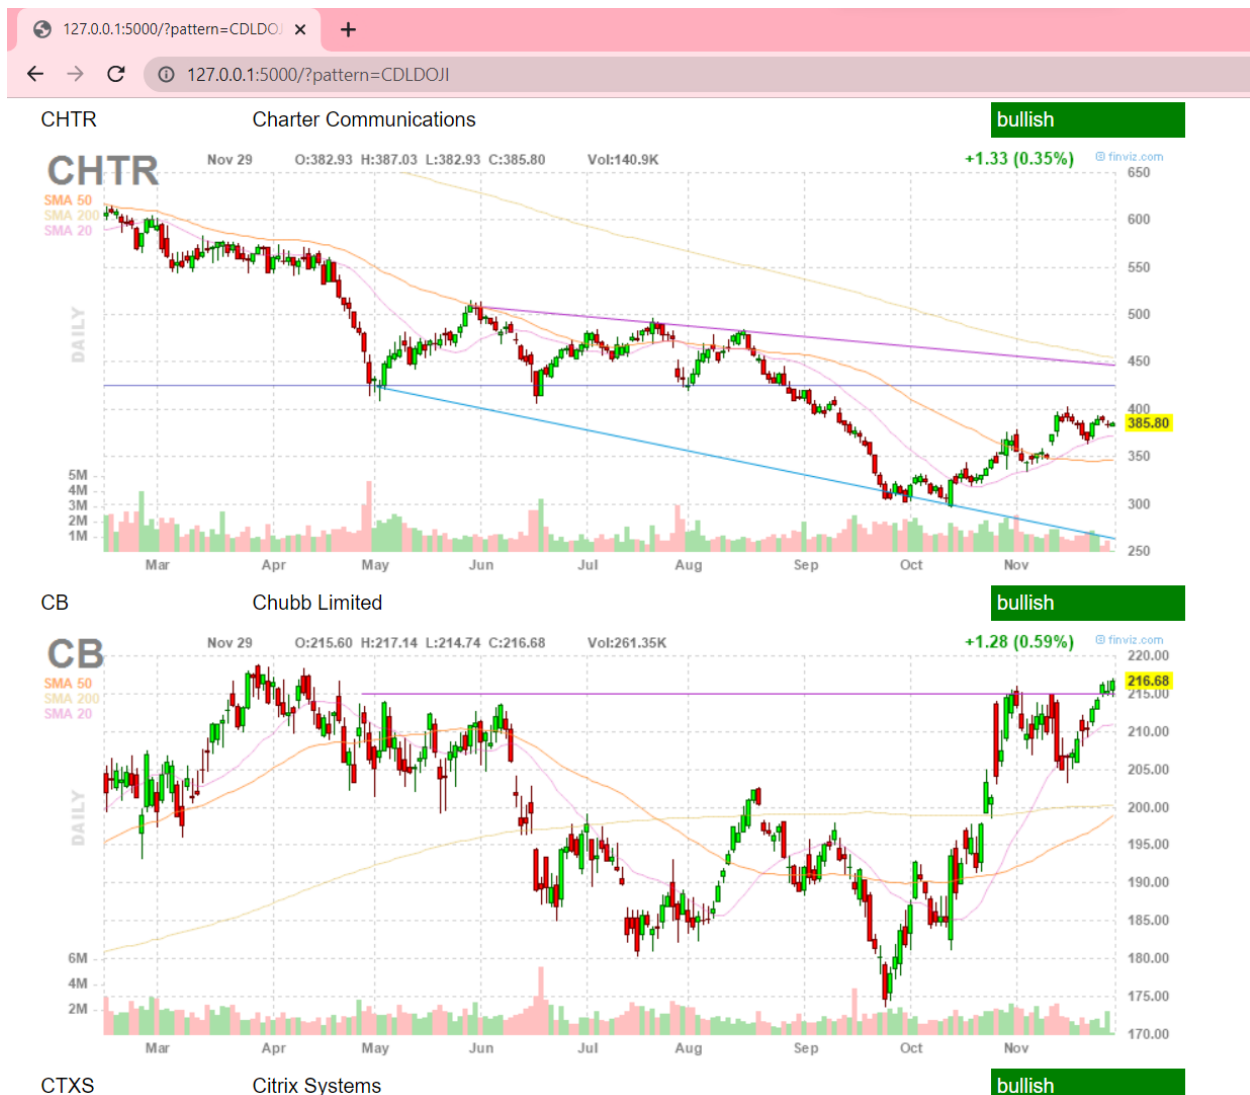 127.0.0.1:5000/?pattern=CDLDO
127.0.0.1:5000/?pattern=CDLDOJI
CHTR Charter Communications bullish
CHTR Nov 29 O:382.93 H:387.03 L:382.93 C:385.80 Vol:140.9K +1.33 (0.35%) finviz.com
SMA 50
SMA 200
SMA 20
DAILY
650
600
550
500
450
400
385.80
350
300
250
5M
4M
3M
2M
1M
Mar Apr May Jun Jul Aug Sep Oct Nov
CB Chubb Limited bullish
CB Nov 29 O:215.60 H:217.14 L:214.74 C:216.68 Vol:261.35K +1.28 (0.59%) finviz.com
SMA 50
SMA 200
SMA 20
DAILY
220.00
216.68
215.00
210.00
205.00
200.00
195.00
190.00
185.00
180.00
175.00
170.00
6M
4M
2M
Mar Apr May Jun Jul Aug Sep Oct Nov
CTXS Citrix Systems bullish